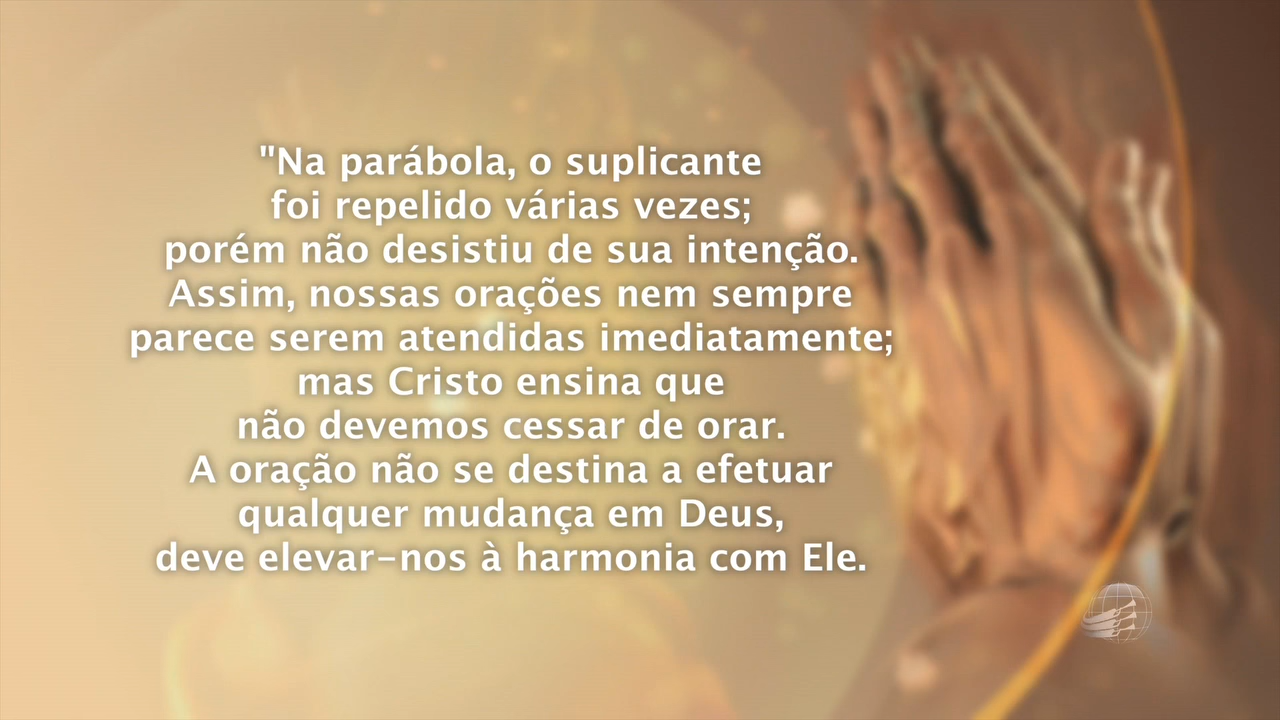 "Na parábola, o suplicante
foi repelido várias vezes;
porém não desistiu de sua intenção.
Assim, nossas orações nem sempre
parece serem atendidas imediatamente;
mas Cristo ensina que
não devemos cessar de orar.
A oração não se destina a efetuar
qualquer mudança em Deus,
deve elevar-nos à harmonia com Ele.